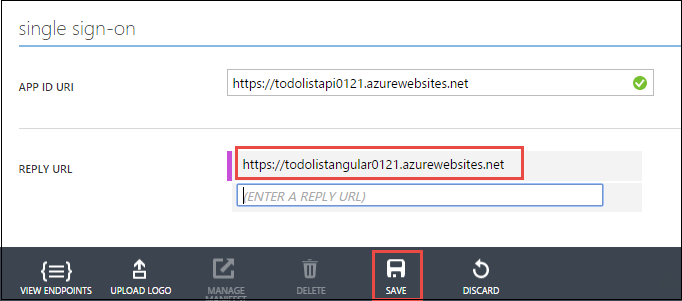 single sign-on
APP ID URI
https://todolistapi0121.azurewebsites.net
REPLY URL
https://todolistangular0121.azurewebsites.net
(ENTER A REPLY URL)
VIEW ENDPOINTS
UPLOAD LOGO
MANAGE
MANIFEST
DELETE
SAVE
DISCARD